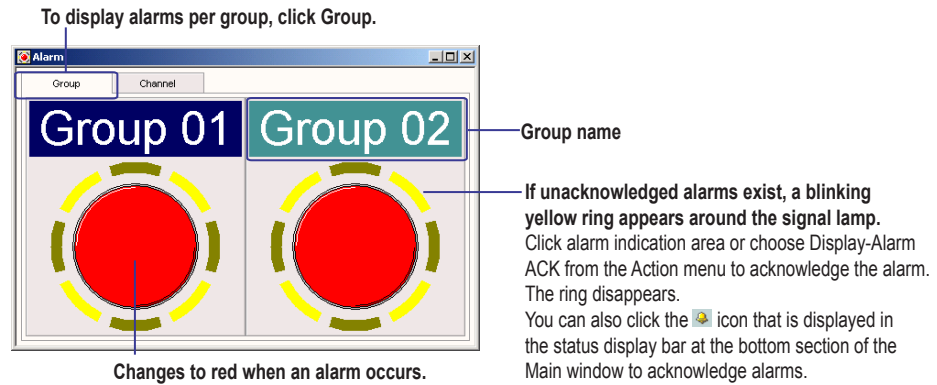 To display alarms per group, click Group.
Alarm
Group Channel
Group 01 Group 02
Group name
If unacknowledged alarms exist, a blinking
yellow ring appears around the signal lamp.
Click alarm indication area or choose Display-Alarm
ACK from the Action menu to acknowledge the alarm.
The ring disappears.
You can also click the icon that is displayed in
the status display bar at the bottom section of the
Main window to acknowledge alarms.
Changes to red when an alarm occurs.